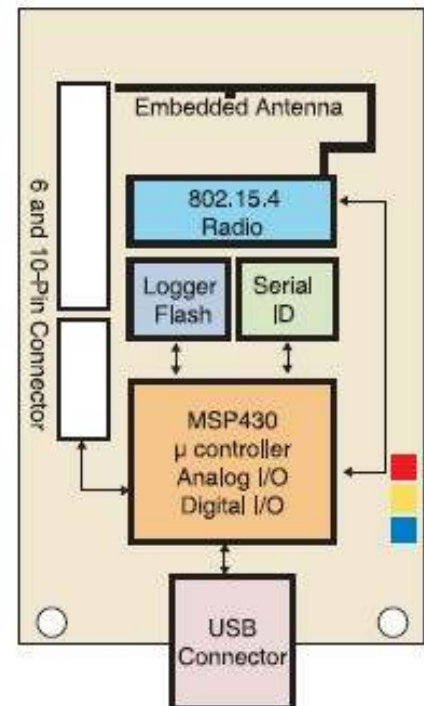 Embedded Antenna
6 and 10-Pin Connector
802.15.4
Radio
Logger
Flash
Serial
ID
MSP430
µ controller
Analog I/O
Digital I/O
USB
Connector